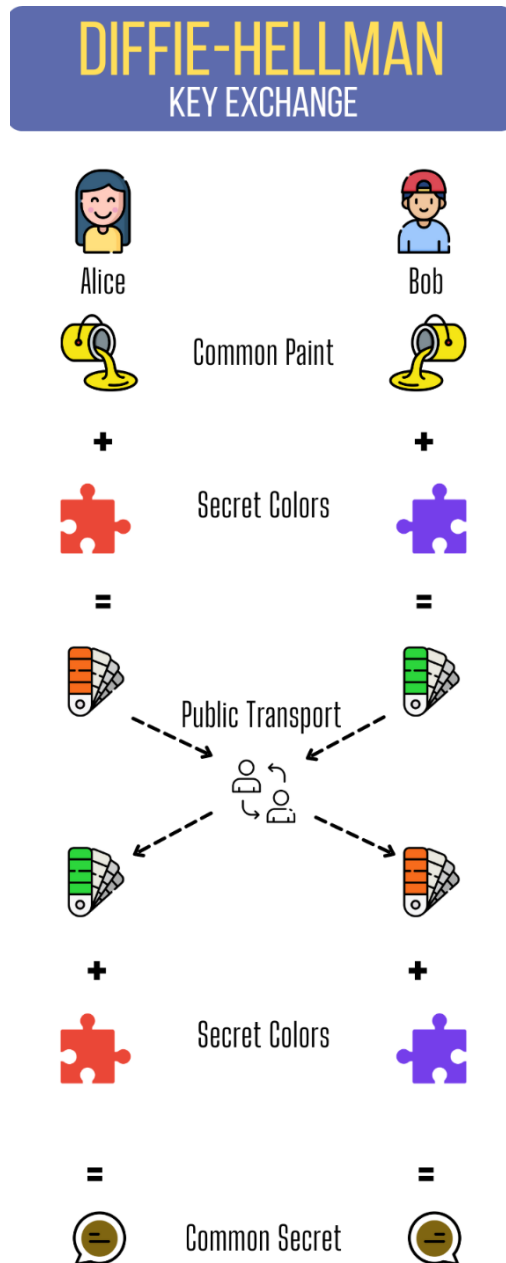 DIFFIE-HELLMAN
KEY EXCHANGE
Alice
Bob
Common Paint
+
+
Secret Colors
=
=
Public Transport
+
+
Secret Colors
=
=
Common Secret